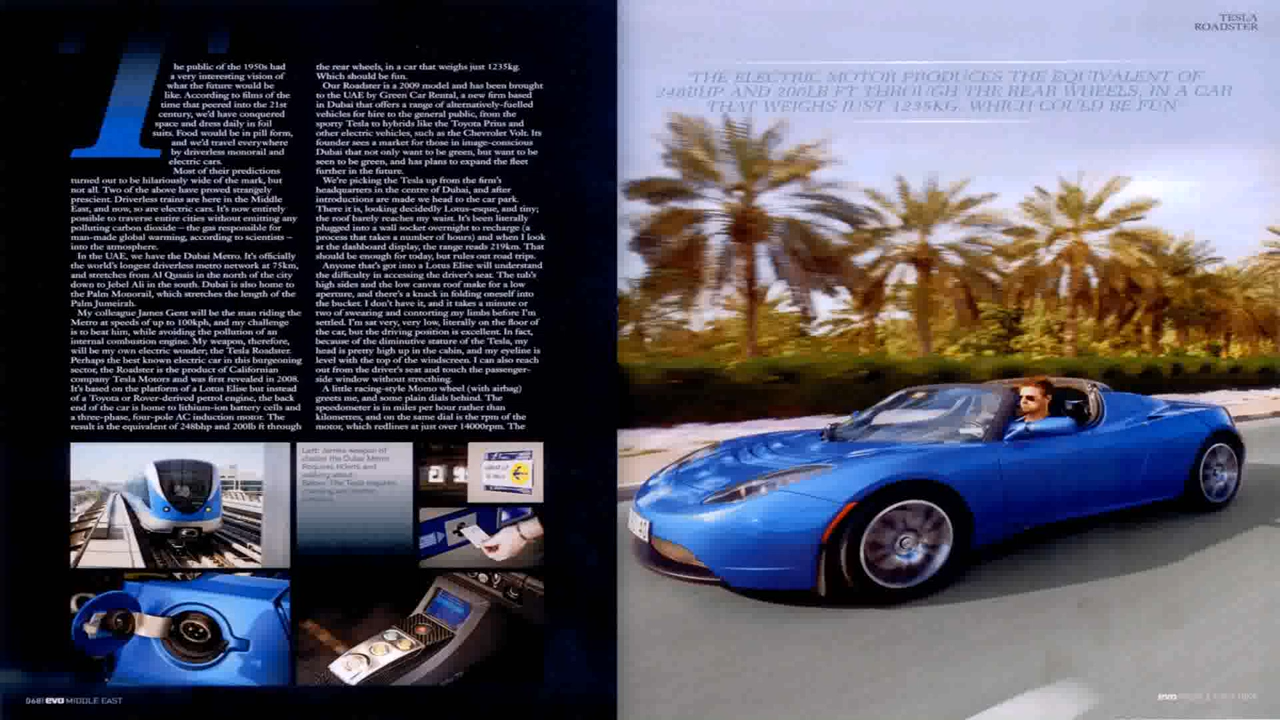 The public of the 1950s had
a very interesting vision of
what the future would be
like. According to films of the
time that peered into the 21st
century, we'd have conquered
space and dress daily in foil
suits. Food would be in pill form,
and we'd travel everywhere
by driverless monorail and
electric cars.
Most of their predictions
turned out to be hilariously wide of the mark, but
not all. Two of the above have proved strangely
prescient. Driverless trains are here in the Middle
East, and now, so are electric cars. It's now entirely
possible to traverse entire cities without emitting any
polluting carbon dioxide – the gas responsible for
man-made global warming, according to scientists –
into the atmosphere.
In the UAE, we have the Dubai Metro. It's officially
the world's longest driverless metro network at 75km,
and stretches from Al Qusais in the north of the city
down to Jebel Ali in the south. Dubai is also home to
the Palm Monorail, which stretches the length of the
Palm Jumeirah.
My colleague James Gent will be the man riding the
Metro at speeds of up to 100kph, and my challenge
is to beat him, while avoiding the pollution of an
internal combustion engine. My weapon, therefore,
will be my own electric wonder; the Tesla Roadster.
Perhaps the best known electric car in this burgeoning
sector, the Roadster is the product of Californian
company Tesla Motors and was first revealed in 2008.
It's based on the platform of a Lotus Elise but instead
of a Toyota or Rover-derived petrol engine, the back
end of the car is home to lithium-ion battery cells and
a three-phase, four-pole AC induction motor. The
result is the equivalent of 248bhp and 200lb ft through
the rear wheels, in a car that weighs just 1235kg.
Which should be fun.
Our Roadster is a 2009 model and has been brought
to the UAE by Green Car Rental, a new firm based
in Dubai that offers a range of alternatively-fuelled
vehicles for hire to the general public, from the
sporty Tesla to hybrids like the Toyota Prius and
other electric vehicles, such as the Chevrolet Volt. Its
founder sees a market for those in image-conscious
Dubai that not only want to be green, but want to be
seen to be green, and has plans to expand the fleet
further in the future.
We're picking the Tesla up from the firm's
headquarters in the centre of Dubai, and after
introductions are made we head to the car park.
There it is, looking decidedly Lotus-esque, and tiny;
the roof barely reaches my waist. It's been literally
plugged into a wall socket overnight to recharge (a
process that takes a number of hours) and when I look
at the dashboard display, the range reads 219km. That
should be enough for today, but rules out road trips.
Anyone that's got into a Lotus Elise will understand
the difficulty in accessing the driver's seat. The tub's
high sides and the low canvas roof make for a low
aperture, and there's a knack in folding oneself into
the bucket. I don't have it, and it takes a minute or
two of swearing and contorting my limbs before I'm
settled. I'm sat very, very low, literally on the floor of
the car, but the driving position is excellent. In fact,
because of the diminutive stature of the Tesla, my
head is pretty high up in the cabin, and my eyeline is
level with the top of the windscreen. I can also reach
out from the driver's seat and touch the passenger-
side window without stretching.
A little racing-style Momo wheel (with airbag)
greets me, and some plain dials behind. The
speedometer is in miles per hour rather than
kilometres, and on the same dial is the rpm of the
motor, which redlines at just over 14000rpm. The
Left: James' weapon of
choice the Dubai Metro.
Requires tickets and
walking about
Below: The Tesla requires
068| evo MIDDLE EAST
TESLA
ROADSTER
'THE ELECTRIC MOTOR PRODUCES THE EQUIVALENT OF
248BHP AND 200LB FT THROUGH THE REAR WHEELS, IN A CAR
THAT WEIGHS JUST 1235KG. WHICH COULD BE FUN'
evo